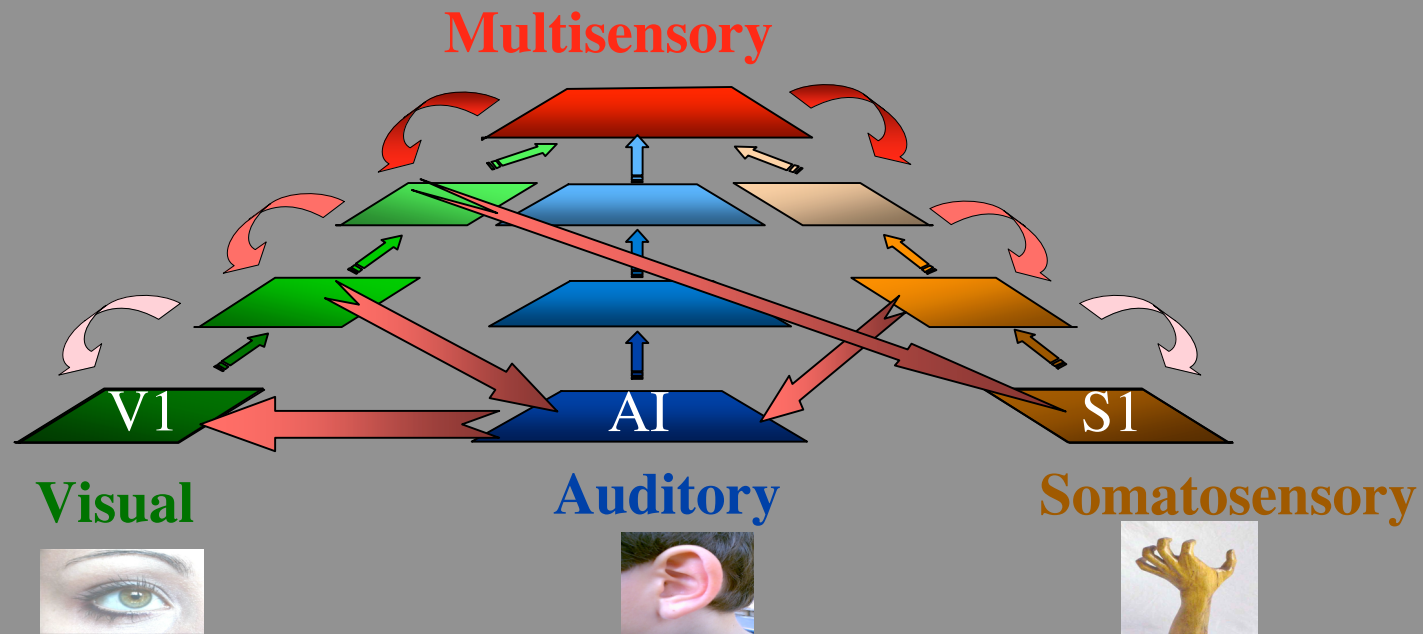 Multisensory
V1
AI
S1
Visual
Auditory
Somatosensory